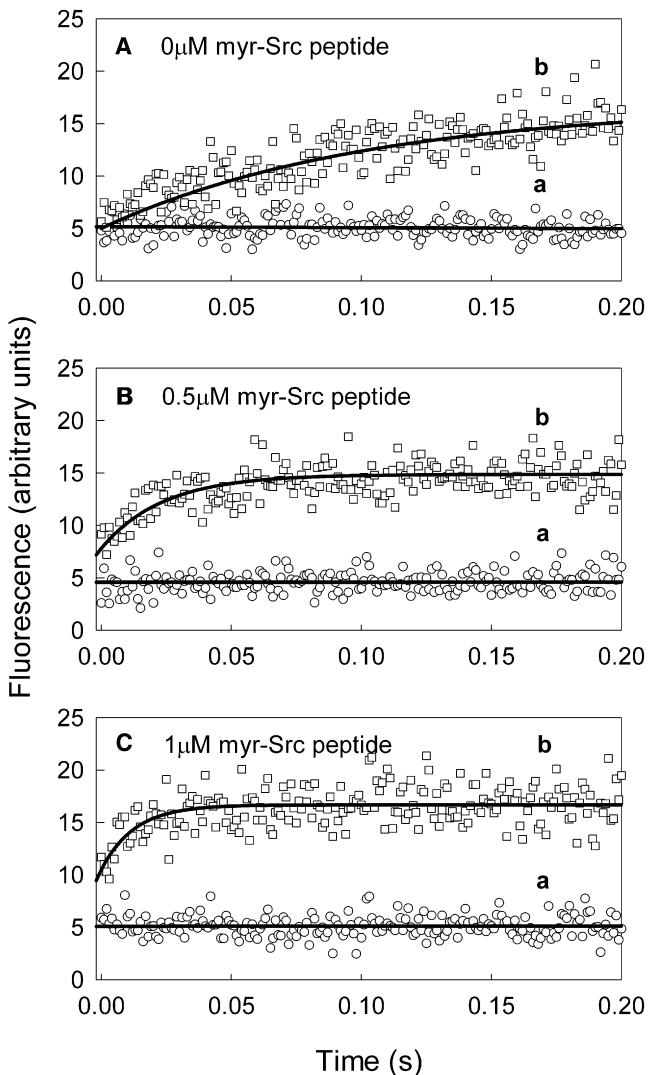 A 0μM myr-Src peptide
b
a
25
20
15
10
5
0
0.00 0.05 0.10 0.15 0.20
B 0.5μM myr-Src peptide
b
a
25
20
15
10
5
0
0.00 0.05 0.10 0.15 0.20
C 1μM myr-Src peptide
b
a
25
20
15
10
5
0
0.00 0.05 0.10 0.15 0.20
Fluorescence (arbitrary units)
Time (s)